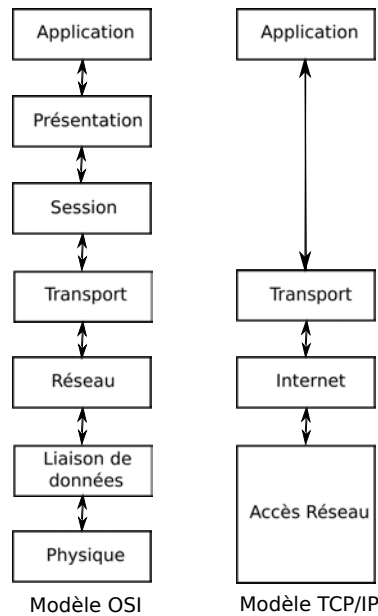 Application
Présentation
Session
Transport
Réseau
Liaison de
données
Physique
Modèle OSI
Application
Transport
Internet
Accès Réseau
Modèle TCP/IP